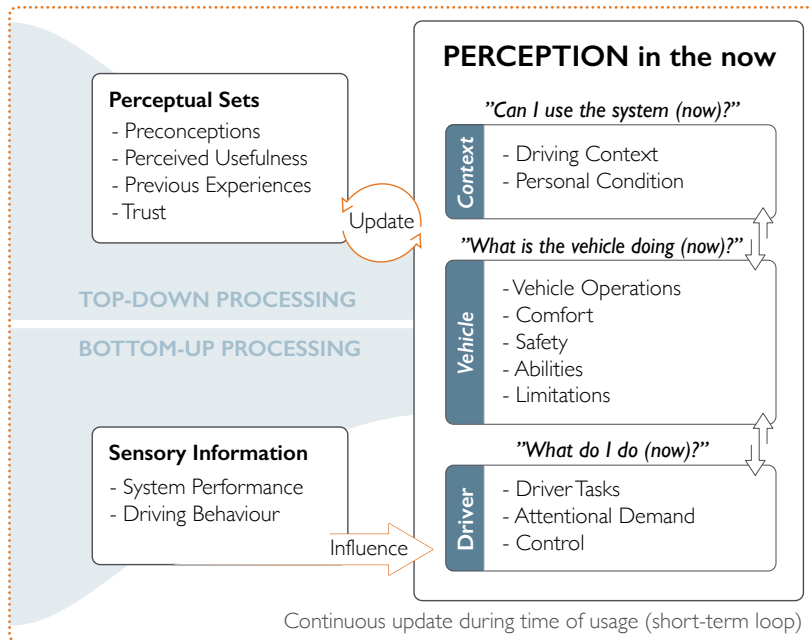 PERCEPTION in the now
Perceptual Sets
- Preconceptions
- Perceived Usefulness
- Previous Experiences
- Trust
Update
TOP-DOWN PROCESSING
BOTTOM-UP PROCESSING
Sensory Information
- System Performance
- Driving Behaviour
Influence
”Can I use the system (now)?”
Context
- Driving Context
- Personal Condition
”What is the vehicle doing (now)?”
Vehicle
- Vehicle Operations
- Comfort
- Safety
- Abilities
- Limitations
”What do I do (now)?”
Driver
- Driver Tasks
- Attentional Demand
- Control
Continuous update during time of usage (short-term loop)